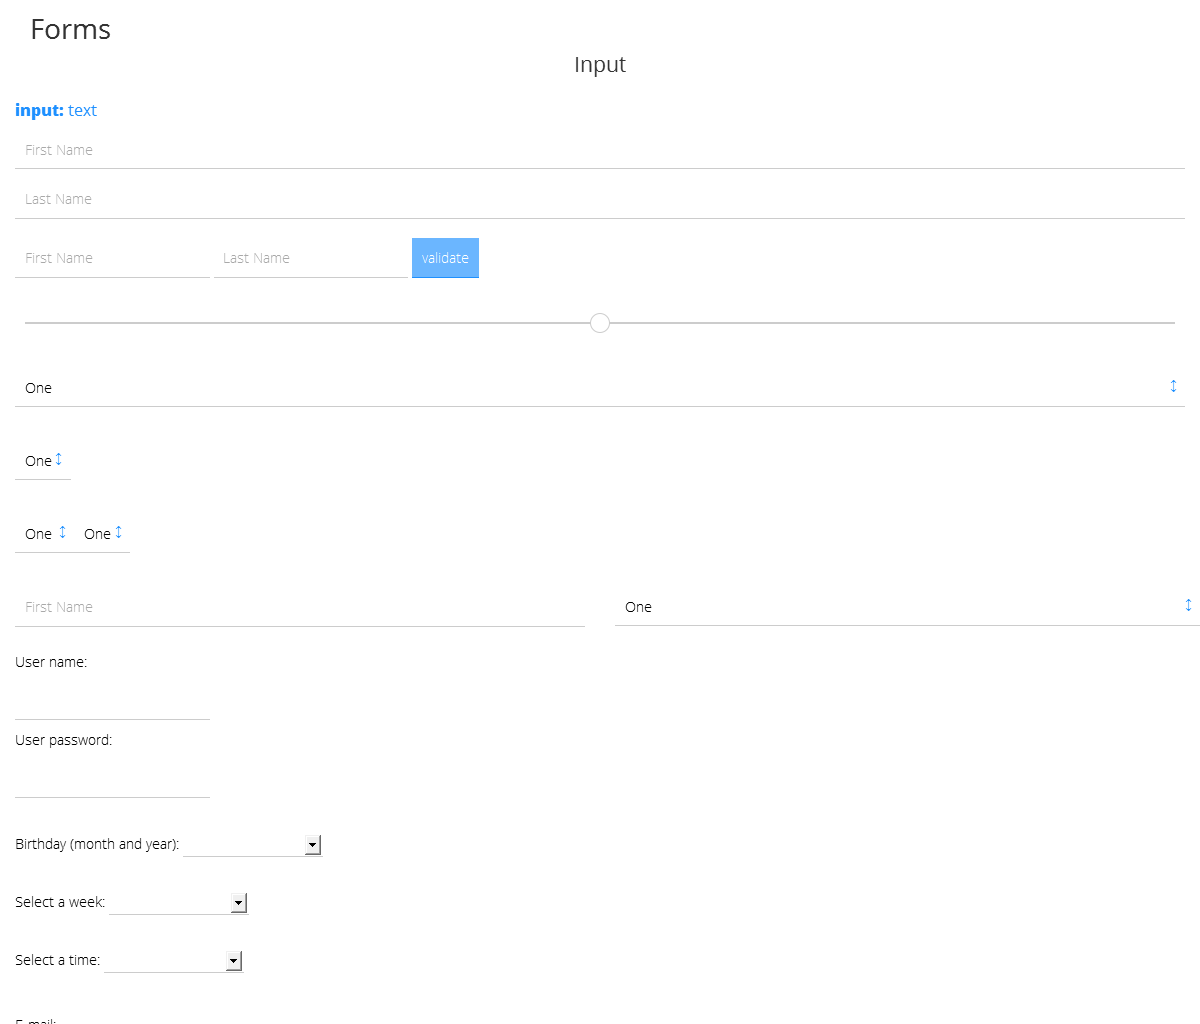 Forms
Input
input: text
First Name
Last Name
First Name Last Name validate
One
One
One One
First Name One
User name:
User password:
Birthday (month and year):
Select a week:
Select a time:
E-mail: